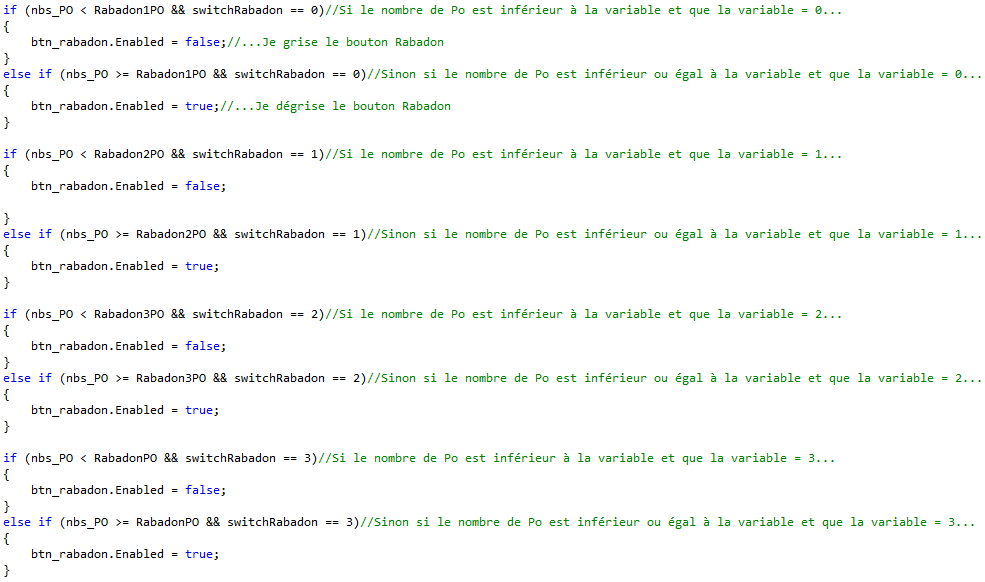 if (nbs_PO < Rabadon1PO && switchRabadon == 0)//Si le nombre de Po est inférieur à la variable et que la variable = 0...
{
    btn_rabadon.Enabled = false;//...Je grise le bouton Rabadon
}
else if (nbs_PO >= Rabadon1PO && switchRabadon == 0)//Sinon si le nombre de Po est inférieur ou égal à la variable et que la variable = 0...
{
    btn_rabadon.Enabled = true;//...Je dégrise le bouton Rabadon
}

if (nbs_PO < Rabadon2PO && switchRabadon == 1)//Si le nombre de Po est inférieur à la variable et que la variable = 1...
{
    btn_rabadon.Enabled = false;

}
else if (nbs_PO >= Rabadon2PO && switchRabadon == 1)//Sinon si le nombre de Po est inférieur ou égal à la variable et que la variable = 1...
{
    btn_rabadon.Enabled = true;
}

if (nbs_PO < Rabadon3PO && switchRabadon == 2)//Si le nombre de Po est inférieur à la variable et que la variable = 2...
{
    btn_rabadon.Enabled = false;
}
else if (nbs_PO >= Rabadon3PO && switchRabadon == 2)//Sinon si le nombre de Po est inférieur ou égal à la variable et que la variable = 2...
{
    btn_rabadon.Enabled = true;
}

if (nbs_PO < RabadonPO && switchRabadon == 3)//Si le nombre de Po est inférieur à la variable et que la variable = 3...
{
    btn_rabadon.Enabled = false;
}
else if (nbs_PO >= RabadonPO && switchRabadon == 3)//Sinon si le nombre de Po est inférieur ou égal à la variable et que la variable = 3...
{
    btn_rabadon.Enabled = true;
}